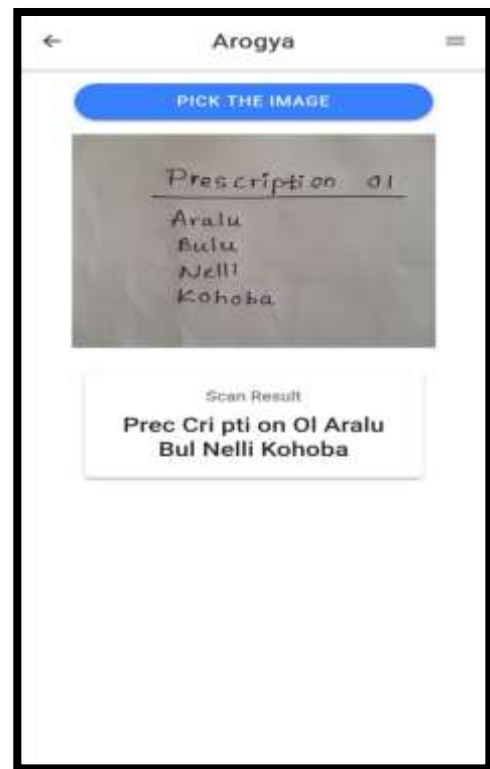 Arogya
PICK THE IMAGE
Prescription 01
Aralu
Bulu
Nelli
Kohoba
Scan Result
Prec Cri pti on Ol Aralu
Bul Nelli Kohoba